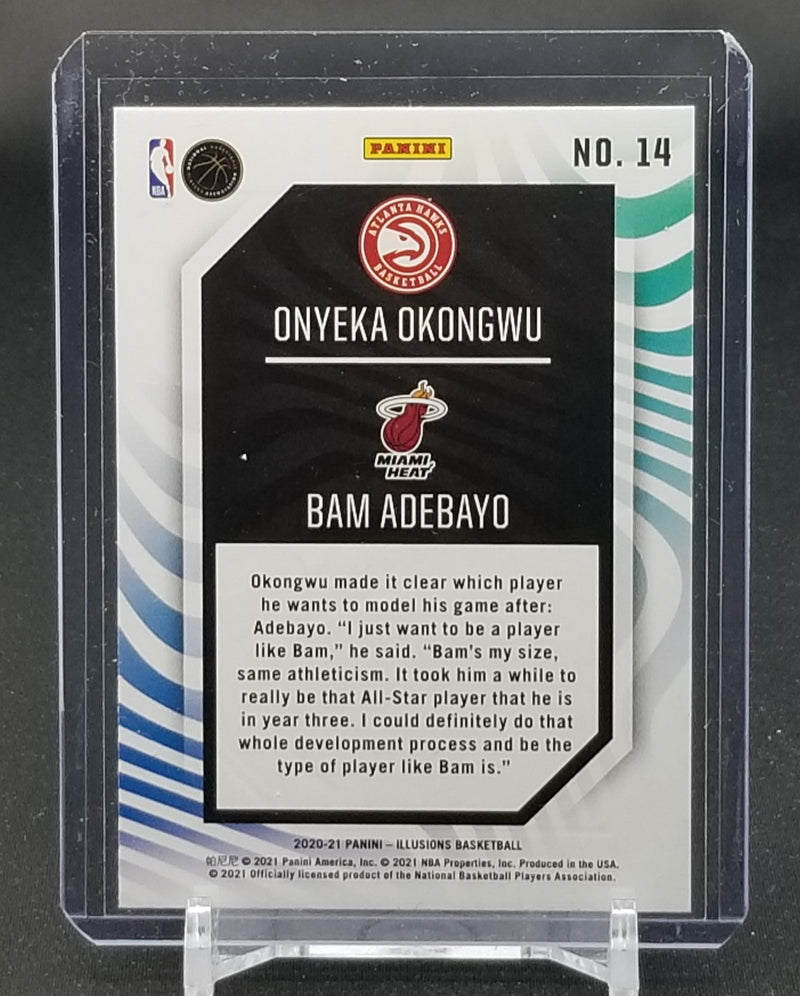 NBA
PANINI
NO. 14
ATLANTA HAWKS
BASKETBALL
ONYEKA OKONGWU
MIAMI
HEAT
BAM ADEBAYO
Okongwu made it clear which player
he wants to model his game after:
Adebayo. “I just want to be a player
like Bam,” he said. “Bam's my size,
same athleticism. It took him a while to
really be that All-Star player that he is
in year three. I could definitely do that
whole development process and be the
type of player like Bam is.”
2020-21 PANINI – ILLUSIONS BASKETBALL
帕尼尼 © 2021 Panini America, Inc. © 2021 NBA Properties, Inc. Produced in the USA.
© 2021 Officially licensed product of the National Basketball Players Association.